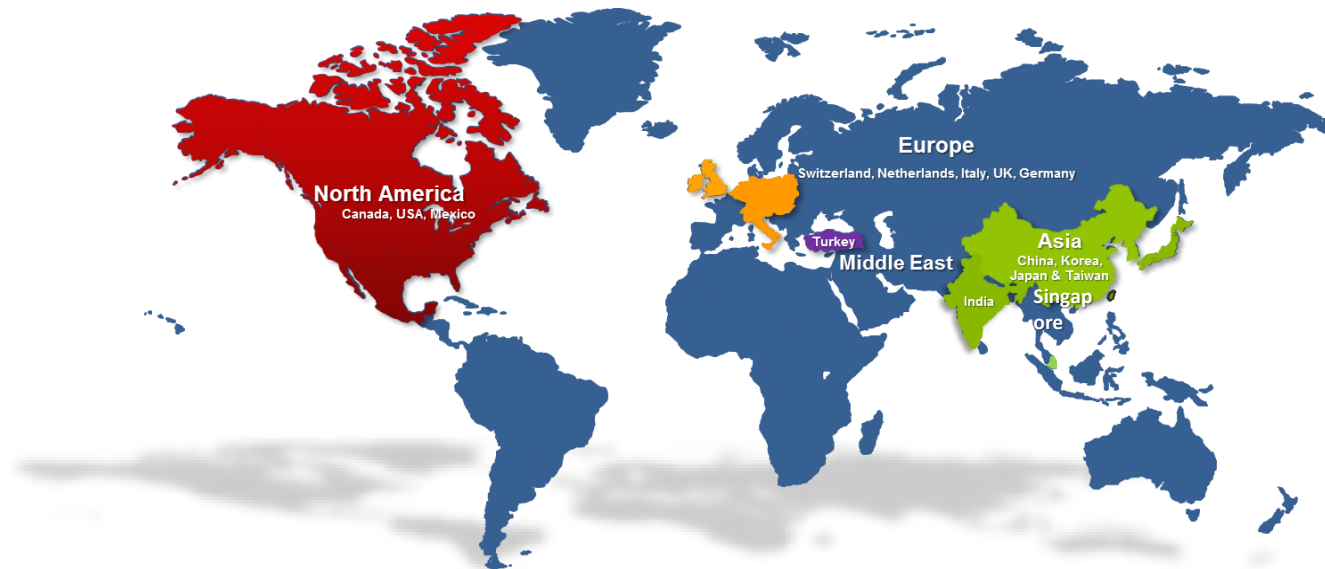 North America
Canada, USA, Mexico
Europe
Switzerland, Netherlands, Italy, UK, Germany
Turkey
Middle East
Asia
China, Korea,
Japan & Taiwan
India
Singap
ore